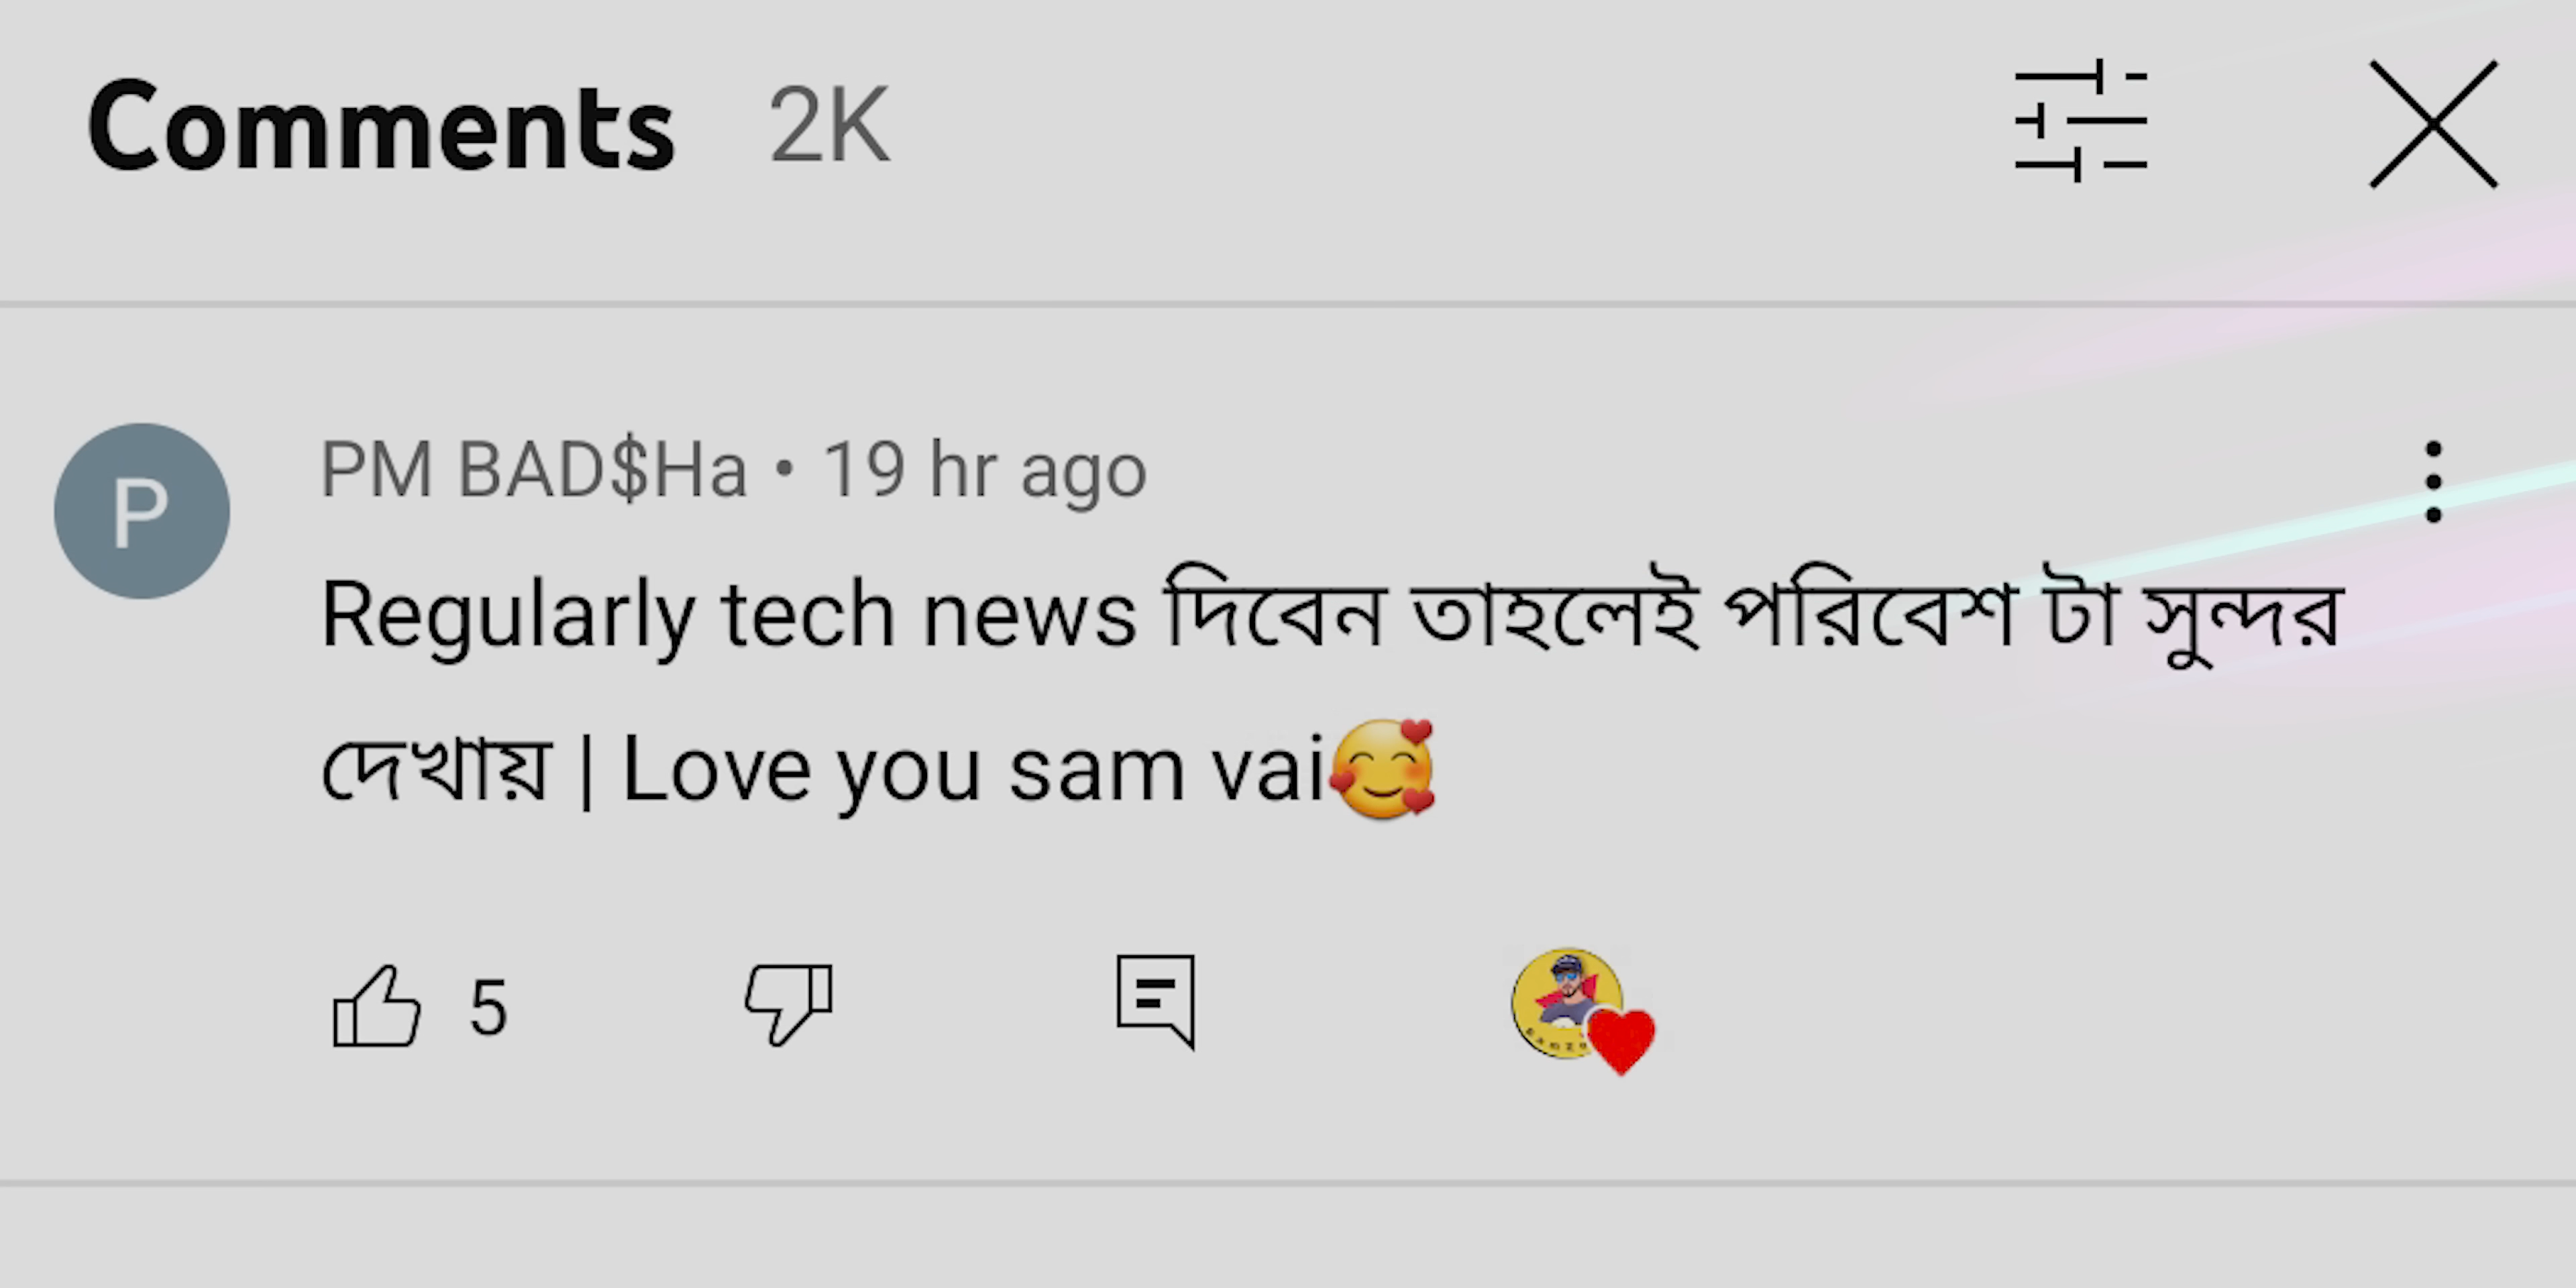 Comments 2K
P
PM BAD$Ha • 19 hr ago
Regularly tech news দিবেন তাহলেই পরিবেশ টা সুন্দর
দেখায় | Love you sam vai🥰
5